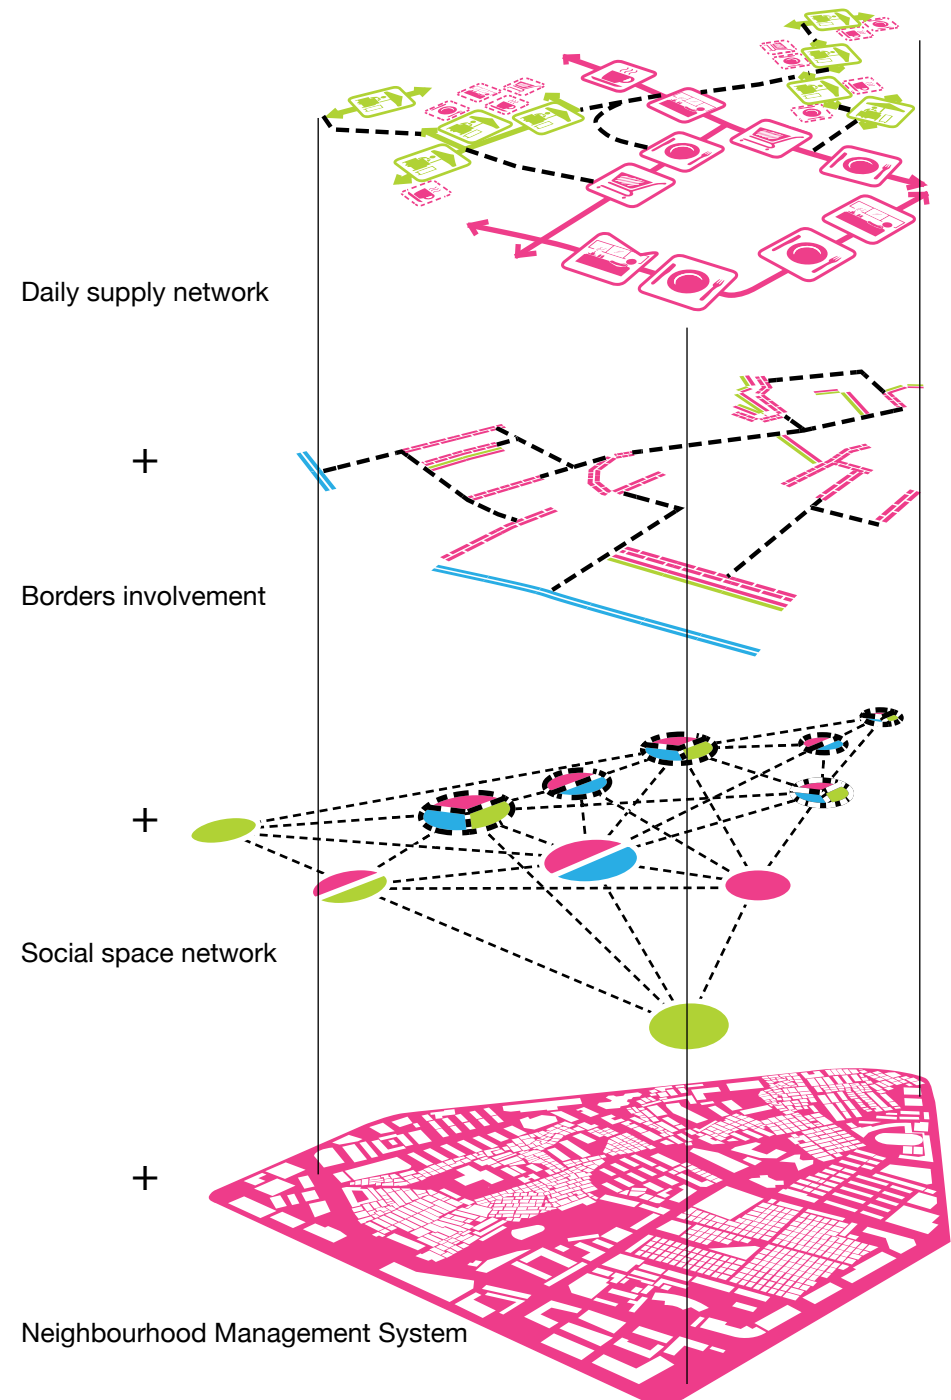 Daily supply network
+
Borders involvement
+
Social space network
+
Neighbourhood Management System